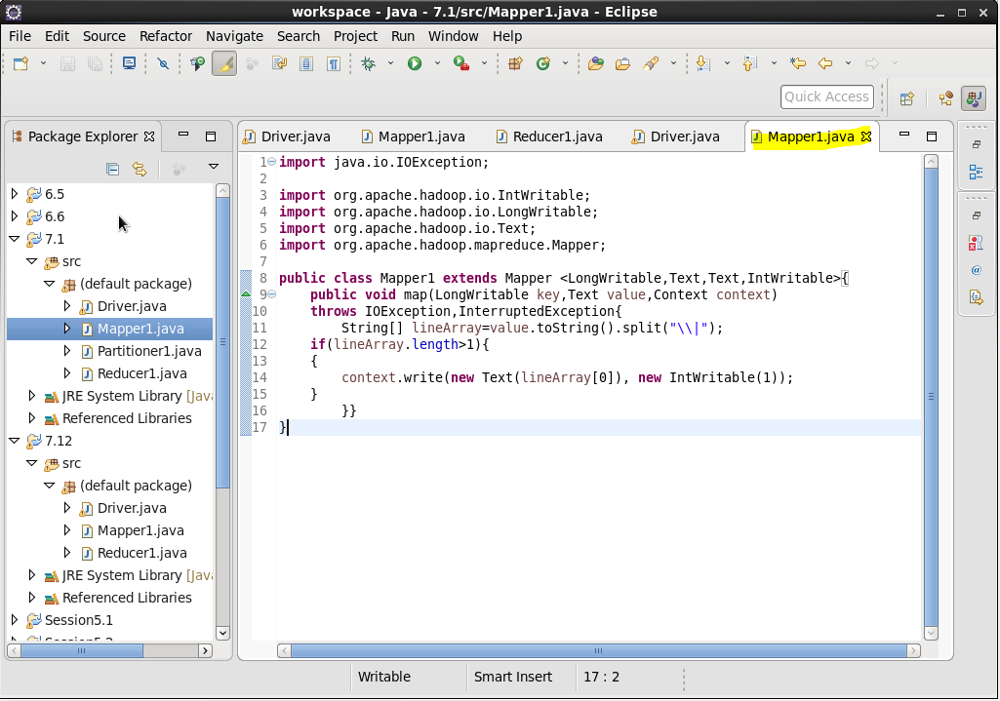 workspace - Java - 7.1/src/Mapper1.java - Eclipse
File Edit Source Refactor Navigate Search Project Run Window Help
Quick Access
Package Explorer
Driver.java Mapper1.java Reducer1.java Driver.java Mapper1.java
6.5
6.6
7.1
src
(default package)
Driver.java
Mapper1.java
Partitioner1.java
Reducer1.java
JRE System Library [Java
Referenced Libraries
7.12
src
(default package)
Driver.java
Mapper1.java
Reducer1.java
JRE System Library [Java
Referenced Libraries
Session5.1
1 import java.io.IOException;
2
3 import org.apache.hadoop.io.IntWritable;
4 import org.apache.hadoop.io.LongWritable;
5 import org.apache.hadoop.io.Text;
6 import org.apache.hadoop.mapreduce.Mapper;
7
8 public class Mapper1 extends Mapper <LongWritable,Text,Text,IntWritable>{
9 public void map(LongWritable key,Text value,Context context)
10 throws IOException,InterruptedException{
11 String[] lineArray=value.toString().split("\\|");
12 if(lineArray.length>1){
13 {
14 context.write(new Text(lineArray[0]), new IntWritable(1));
15 }
16 }}
17 }
Writable Smart Insert 17 : 2